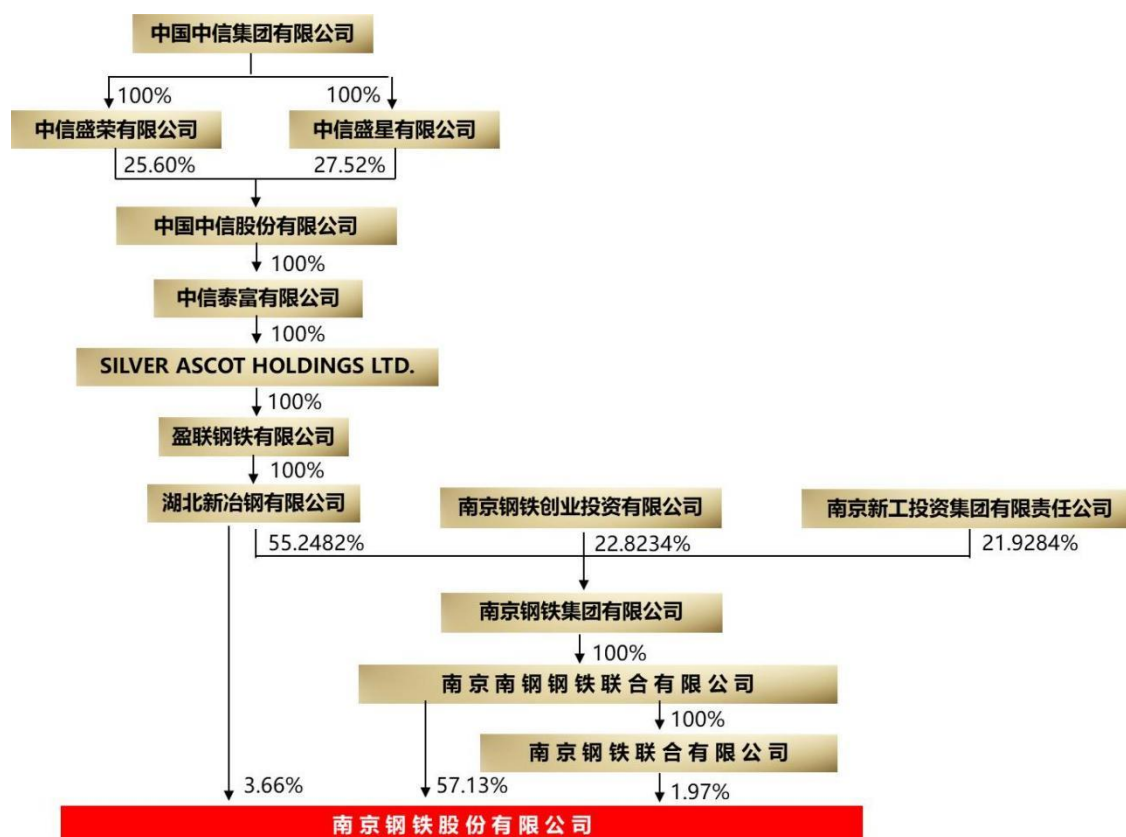 中国中信集团有限公司
100%
100%
中信盛荣有限公司
中信盛星有限公司
25.60%
27.52%
中国中信股份有限公司
100%
中信泰富有限公司
100%
SILVER ASCOT HOLDINGS LTD.
100%
盈联钢铁有限公司
100%
湖北新冶钢有限公司
南京钢铁创业投资有限公司
南京新工投资集团有限责任公司
55.2482%
22.8234%
21.9284%
南京钢铁集团有限公司
100%
南京南钢钢铁联合有限公司
100%
南京钢铁联合有限公司
3.66%
57.13%
1.97%
南京钢铁股份有限公司